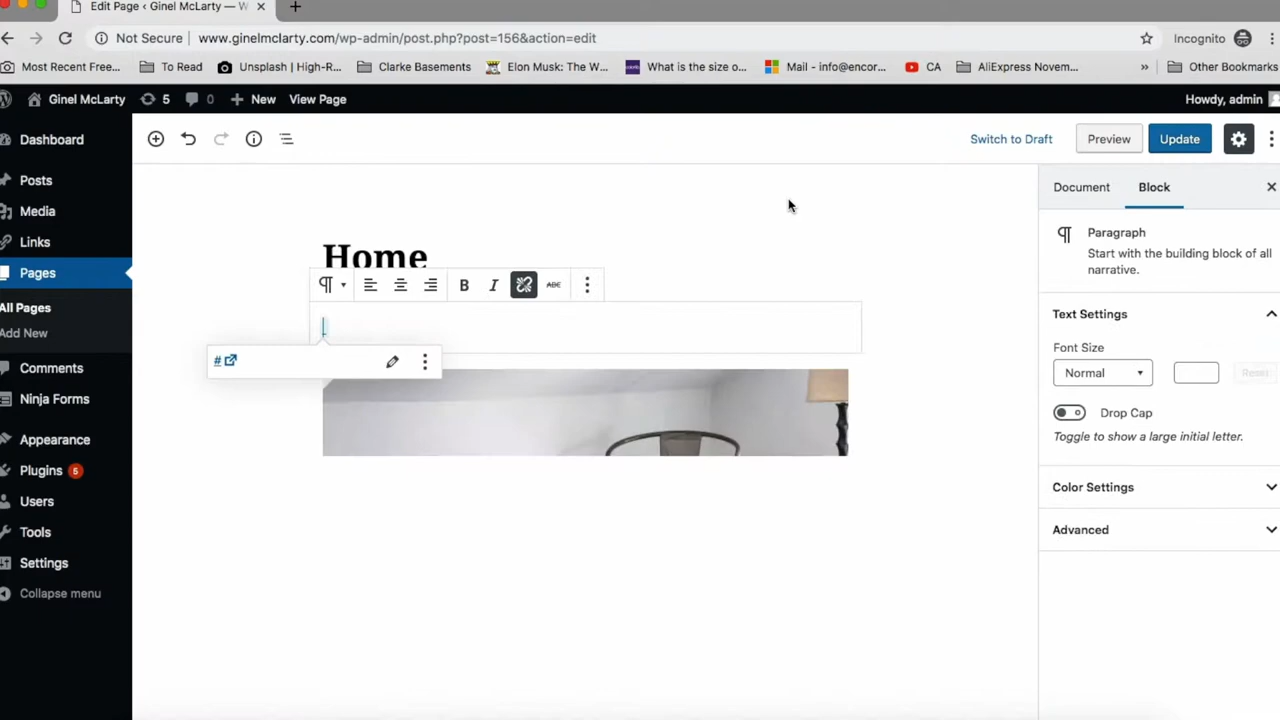 Edit Page ‹ Ginel McLarty — W
Not Secure www.ginelmclarty.com/wp-admin/post.php?post=156&action=edit Incognito
Most Recent Free... To Read Unsplash | High-R... Clarke Basements Elon Musk: The W... What is the size o... Mail - info@encor... CA AliExpress Novem... » Other Bookmarks
Ginel McLarty 5 0 New View Page Howdy, admin
Dashboard
Posts
Media
Links
Pages
All Pages
Add New
Comments
Ninja Forms
Appearance
Plugins 5
Users
Tools
Settings
Collapse menu
Switch to Draft Preview Update
Home
B I ABC
#
Document Block
Paragraph
Start with the building block of all
narrative.
Text Settings
Font Size
Normal Reset
Drop Cap
Toggle to show a large initial letter.
Color Settings
Advanced